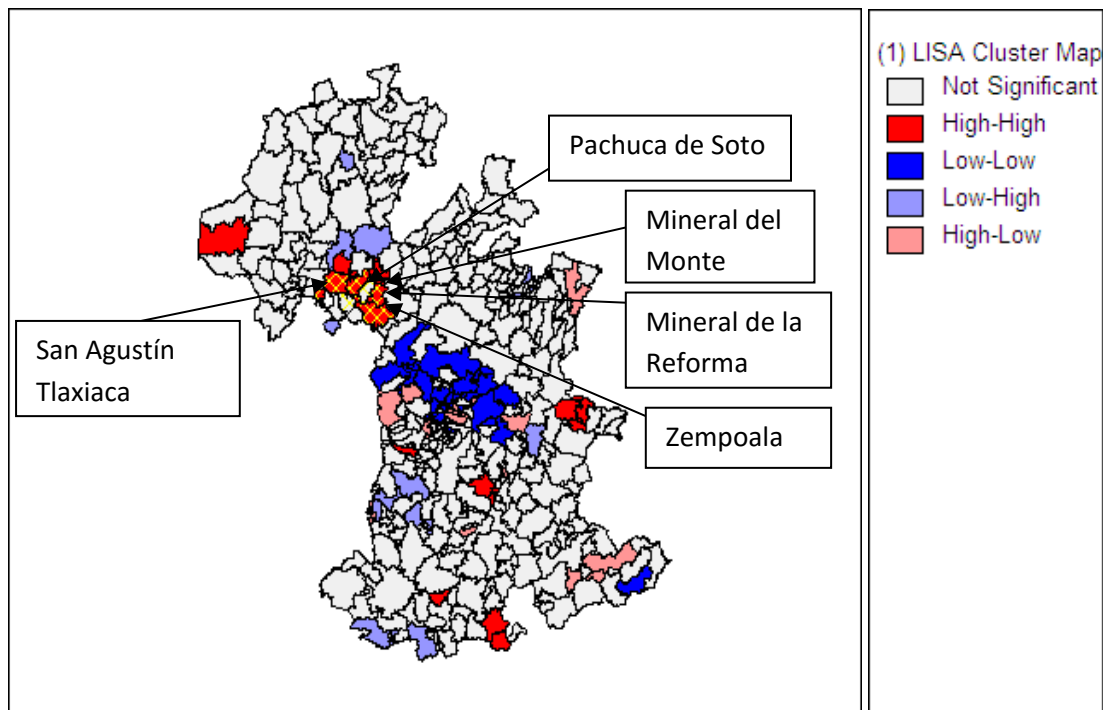 Pachuca de Soto
Mineral del
Monte
Mineral de la
Reforma
San Agustín
Tlaxiaca
Zempoala
(1) LISA Cluster Map
Not Significant
High-High
Low-Low
Low-High
High-Low